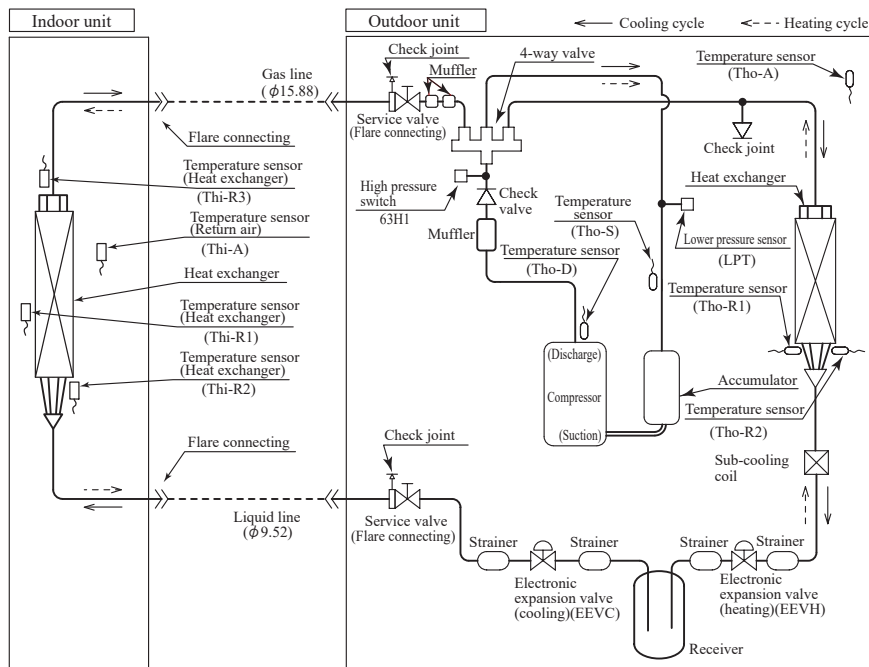 Indoor unit
Outdoor unit
Cooling cycle
Heating cycle
Check joint
4-way valve
Temperature sensor
(Tho-A)
Muffler
Gas line
(ϕ15.88)
Service valve
(Flare connecting)
Flare connecting
Check joint
Temperature sensor
(Heat exchanger)
(Thi-R3)
High pressure
switch
63H1
Check
valve
Heat exchanger
Temperature
sensor
(Tho-S)
Temperature sensor
(Return air)
(Thi-A)
Muffler
Temperature sensor
(Tho-D)
Lower pressure sensor
(LPT)
Heat exchanger
Temperature sensor
(Tho-R1)
Temperature sensor
(Heat exchanger)
(Thi-R1)
(Discharge)
Compressor
(Suction)
Temperature sensor
(Heat exchanger)
(Thi-R2)
Accumulator
Temperature sensor
(Tho-R2)
Flare connecting
Check joint
Sub-cooling
coil
Liquid line
(ϕ9.52)
Service valve
(Flare connecting)
Strainer
Strainer
Strainer
Strainer
Electronic
expansion valve
(cooling)(EEVC)
Electronic
expansion valve
(heating)(EEVH)
Receiver